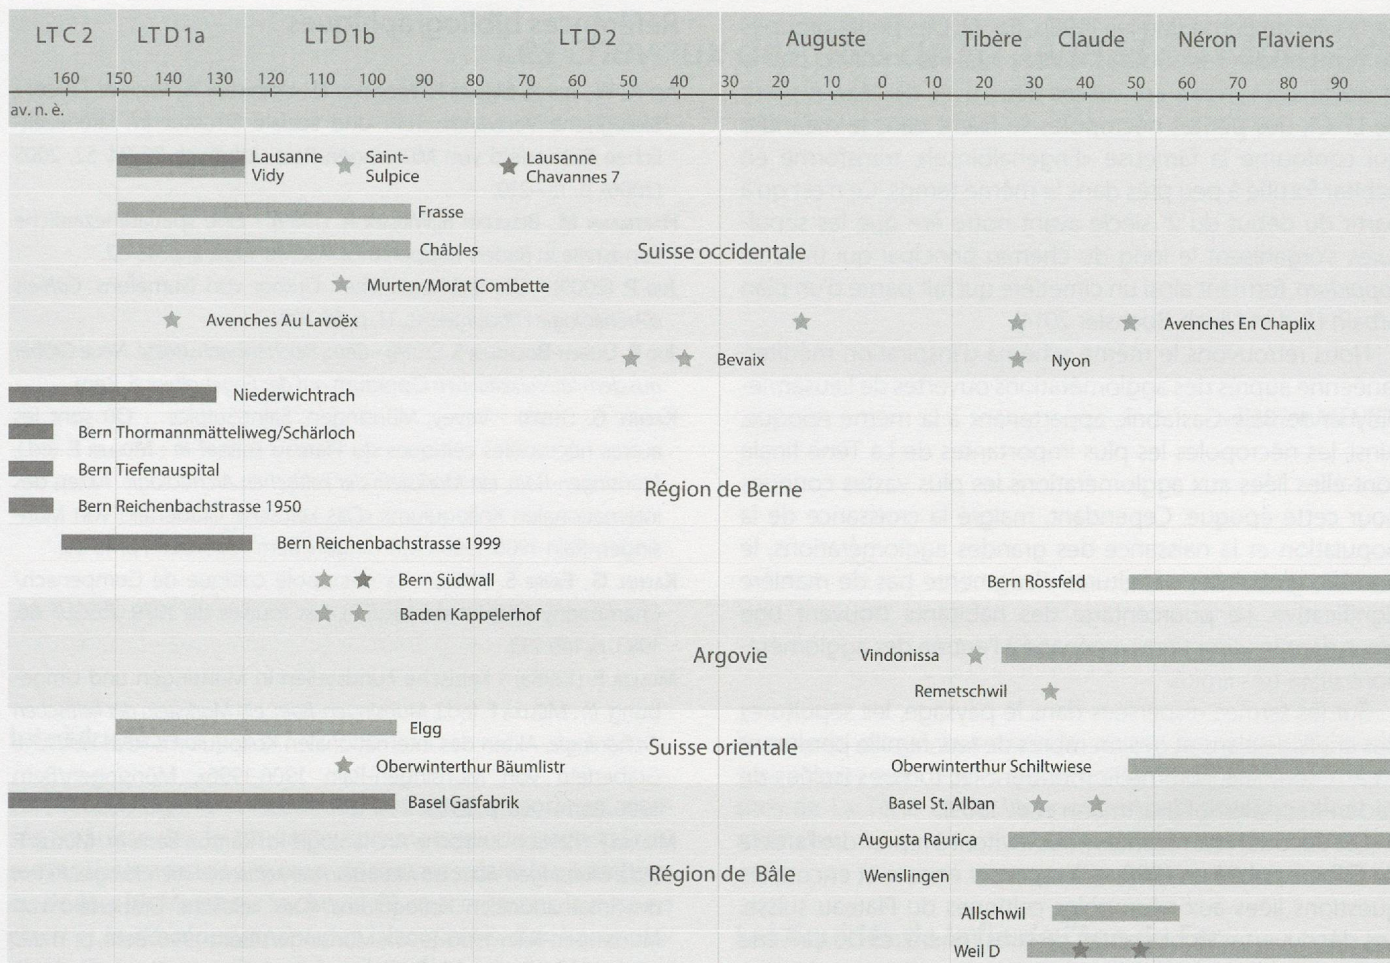 LT C 2 LT D 1a LT D 1b LT D 2 Auguste Tibère Claude Néron Flaviens
160 150 140 130 120 110 100 90 80 70 60 50 40 30 20 10 0 10 20 30 40 50 60 70 80 90
av. n. è.
Lausanne Vidy
Saint-Sulpice
Lausanne Chavannes 7
Frasse
Châbles
Suisse occidentale
Murten/Morat Combette
Avenches Au Lavoëx
Avenches En Chaplix
Bevaix
Nyon
Niederwichtrach
Bern Thormannmätteliweg/Schärloch
Bern Tiefenauspital
Région de Berne
Bern Reichenbachstrasse 1950
Bern Reichenbachstrasse 1999
Bern Südwall
Bern Rossfeld
Baden Kappelerhof
Argovie
Vindonissa
Remetschwil
Elgg
Suisse orientale
Oberwinterthur Bäumlistr
Oberwinterthur Schiltwiese
Basel Gasfabrik
Basel St. Alban
Augusta Raurica
Région de Bâle
Wenslingen
Allschwil
Weil D